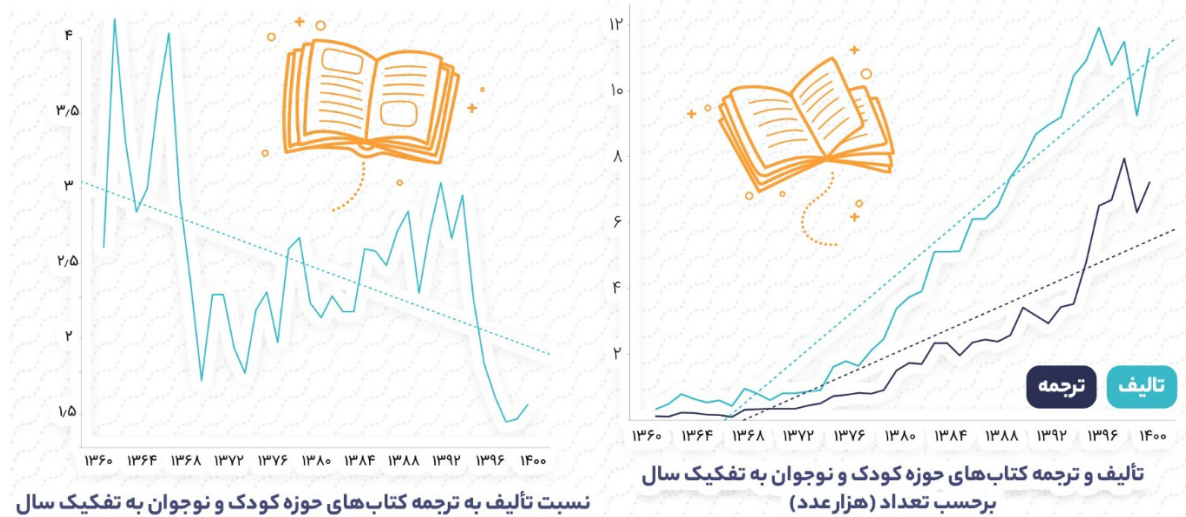 ۴
۳٫۵
۳
۲٫۵
۲
۱٫۵
۱۳۶۰ ۱۳۶۴ ۱۳۶۸ ۱۳۷۲ ۱۳۷۶ ۱۳۸۰ ۱۳۸۴ ۱۳۸۸ ۱۳۹۲ ۱۳۹۶ ۱۴۰۰
نسبت تألیف به ترجمه کتاب‌های حوزه کودک و نوجوان به تفکیک سال
۱۲
۱۰
۸
۶
۴
۲
تالیف
ترجمه
۱۳۶۰ ۱۳۶۴ ۱۳۶۸ ۱۳۷۲ ۱۳۷۶ ۱۳۸۰ ۱۳۸۴ ۱۳۸۸ ۱۳۹۲ ۱۳۹۶ ۱۴۰۰
تألیف و ترجمه کتاب‌های حوزه کودک و نوجوان به تفکیک سال
برحسب تعداد (هزار عدد)